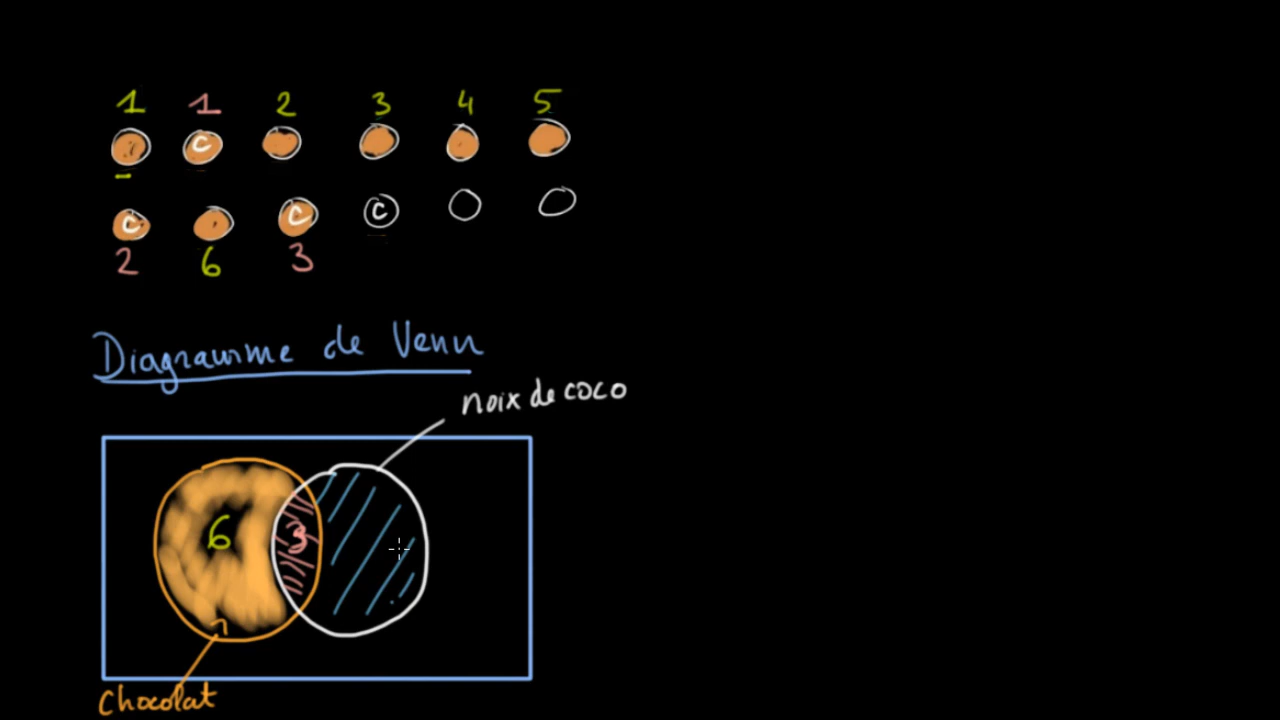 1 1 2 3 4 5
C
C C C
2 6 3
Diagramme de Venn
noix de coco
6 3
Chocolat